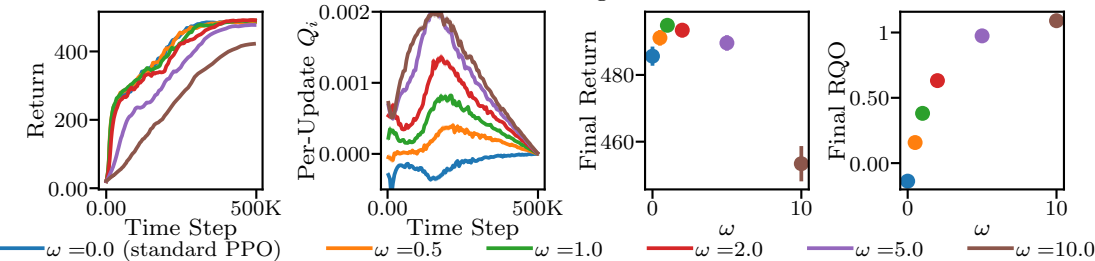 Return
400
200
0.00
0.00
500K
Time Step
Per-Update Qᵢ
0.002
0.001
0.000
0.00
500K
Time Step
Final Return
480
460
0
10
ω
Final RQO
1
0.50
0.00
0
10
ω
ω =0.0 (standard PPO)
ω =0.5
ω =1.0
ω =2.0
ω =5.0
ω =10.0